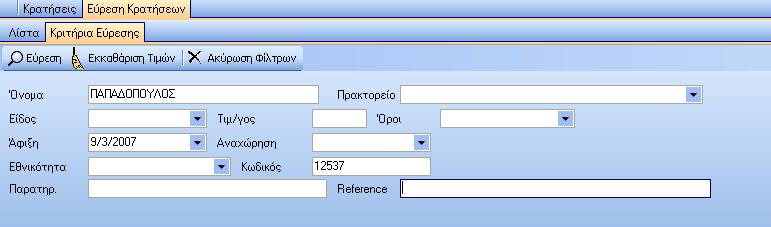 Κρατήσεις Εύρεση Κρατήσεων
Λίστα Κριτήρια Εύρεσης
Εύρεση Εκκαθάριση Τιμών Ακύρωση Φίλτρων
Όνομα ΠΑΠΑΔΟΠΟΥΛΟΣ Πρακτορείο
Είδος Τιμ/γος Όροι
Άφιξη 9/3/2007 Αναχώρηση
Εθνικότητα Κωδικός 12537
Παρατηρ. Reference